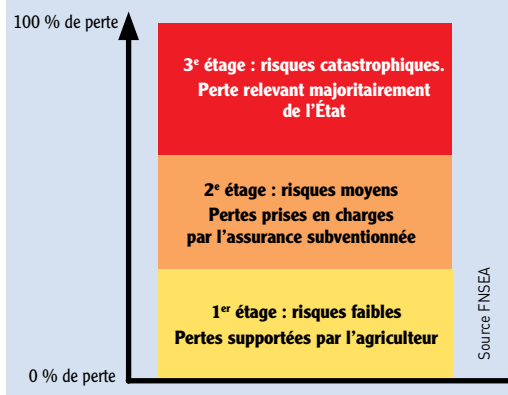 100 % de perte
3e étage : risques catastrophiques.
Perte relevant majoritairement
de l'État
2e étage : risques moyens
Pertes prises en charges
par l'assurance subventionnée
1er étage : risques faibles
Pertes supportées par l'agriculteur
0 % de perte
Source FNSEA